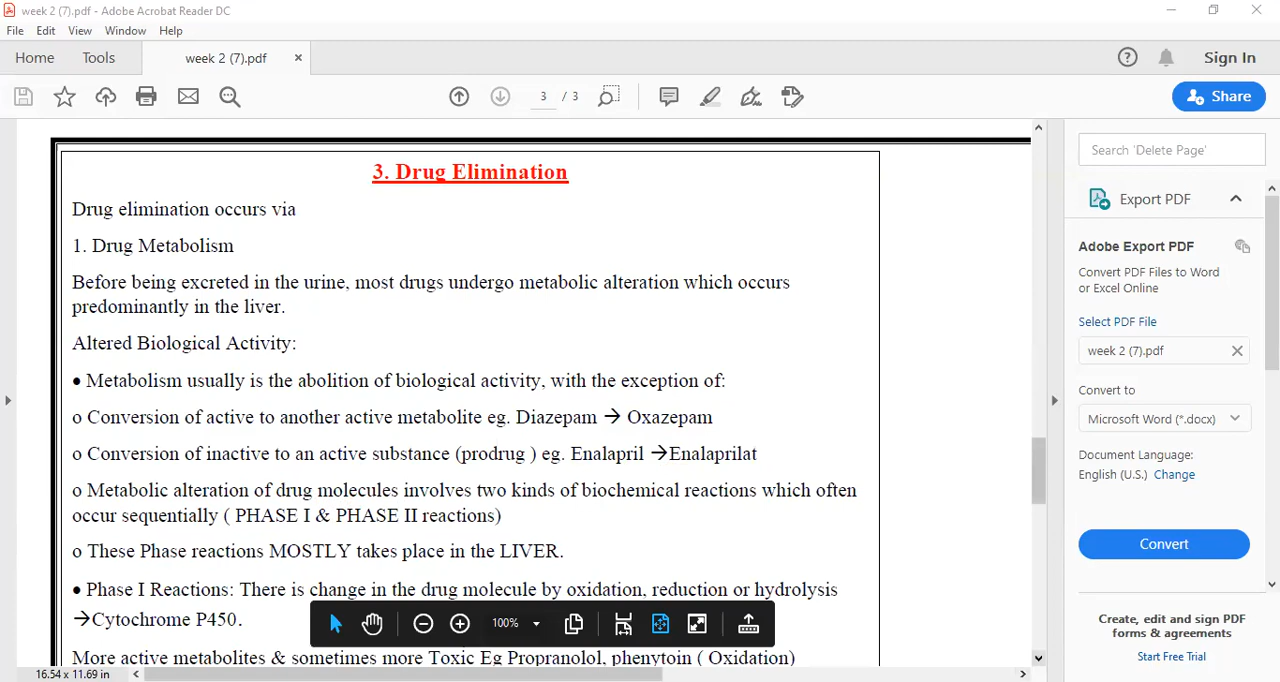 week 2 (7).pdf - Adobe Acrobat Reader DC
File Edit View Window Help
Home Tools week 2 (7).pdf × Sign In
3 / 3 Share
3. Drug Elimination
Drug elimination occurs via
1. Drug Metabolism
Before being excreted in the urine, most drugs undergo metabolic alteration which occurs
predominantly in the liver.
Altered Biological Activity:
• Metabolism usually is the abolition of biological activity, with the exception of:
o Conversion of active to another active metabolite eg. Diazepam → Oxazepam
o Conversion of inactive to an active substance (prodrug ) eg. Enalapril →Enalaprilat
o Metabolic alteration of drug molecules involves two kinds of biochemical reactions which often
occur sequentially ( PHASE I & PHASE II reactions)
o These Phase reactions MOSTLY takes place in the LIVER.
• Phase I Reactions: There is change in the drug molecule by oxidation, reduction or hydrolysis
→Cytochrome P450.
More active metabolites & sometimes more Toxic Eg Propranolol, phenytoin ( Oxidation)
100%
16.54 x 11.69 in
Search 'Delete Page'
Export PDF
Adobe Export PDF
Convert PDF Files to Word
or Excel Online
Select PDF File
week 2 (7).pdf
Convert to
Microsoft Word (*.docx)
Document Language:
English (U.S.) Change
Convert
Create, edit and sign PDF
forms & agreements
Start Free Trial